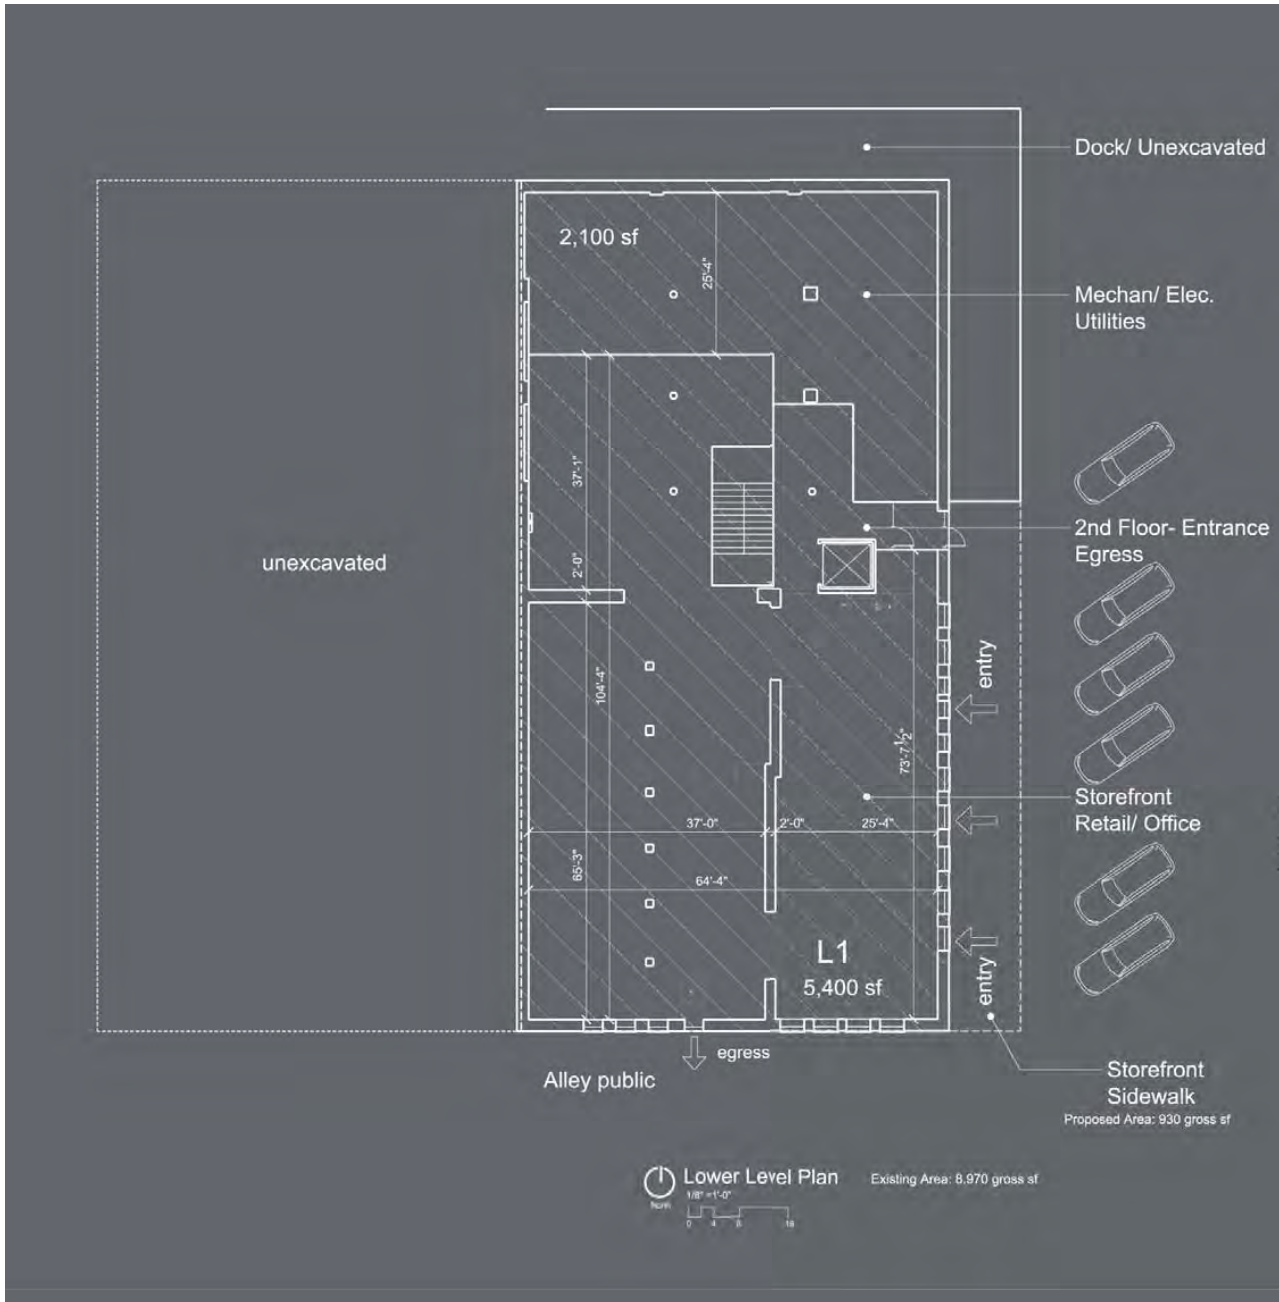 Dock/ Unexcavated
2,100 sf
25'-4"
Mechan/ Elec.
Utilities
37'-1"
2nd Floor- Entrance
Egress
unexcavated
2'-0"
entry
104'-4"
73'-7 1/2"
Storefront
Retail/ Office
37'-0"
2'-0"
25'-4"
65'-3"
64'-4"
L1
5,400 sf
entry
egress
Alley public
Storefront
Sidewalk
Proposed Area: 930 gross sf
Lower Level Plan
Existing Area: 8.970 gross sf
1/8" =1'-0"
North
0 4 8 16